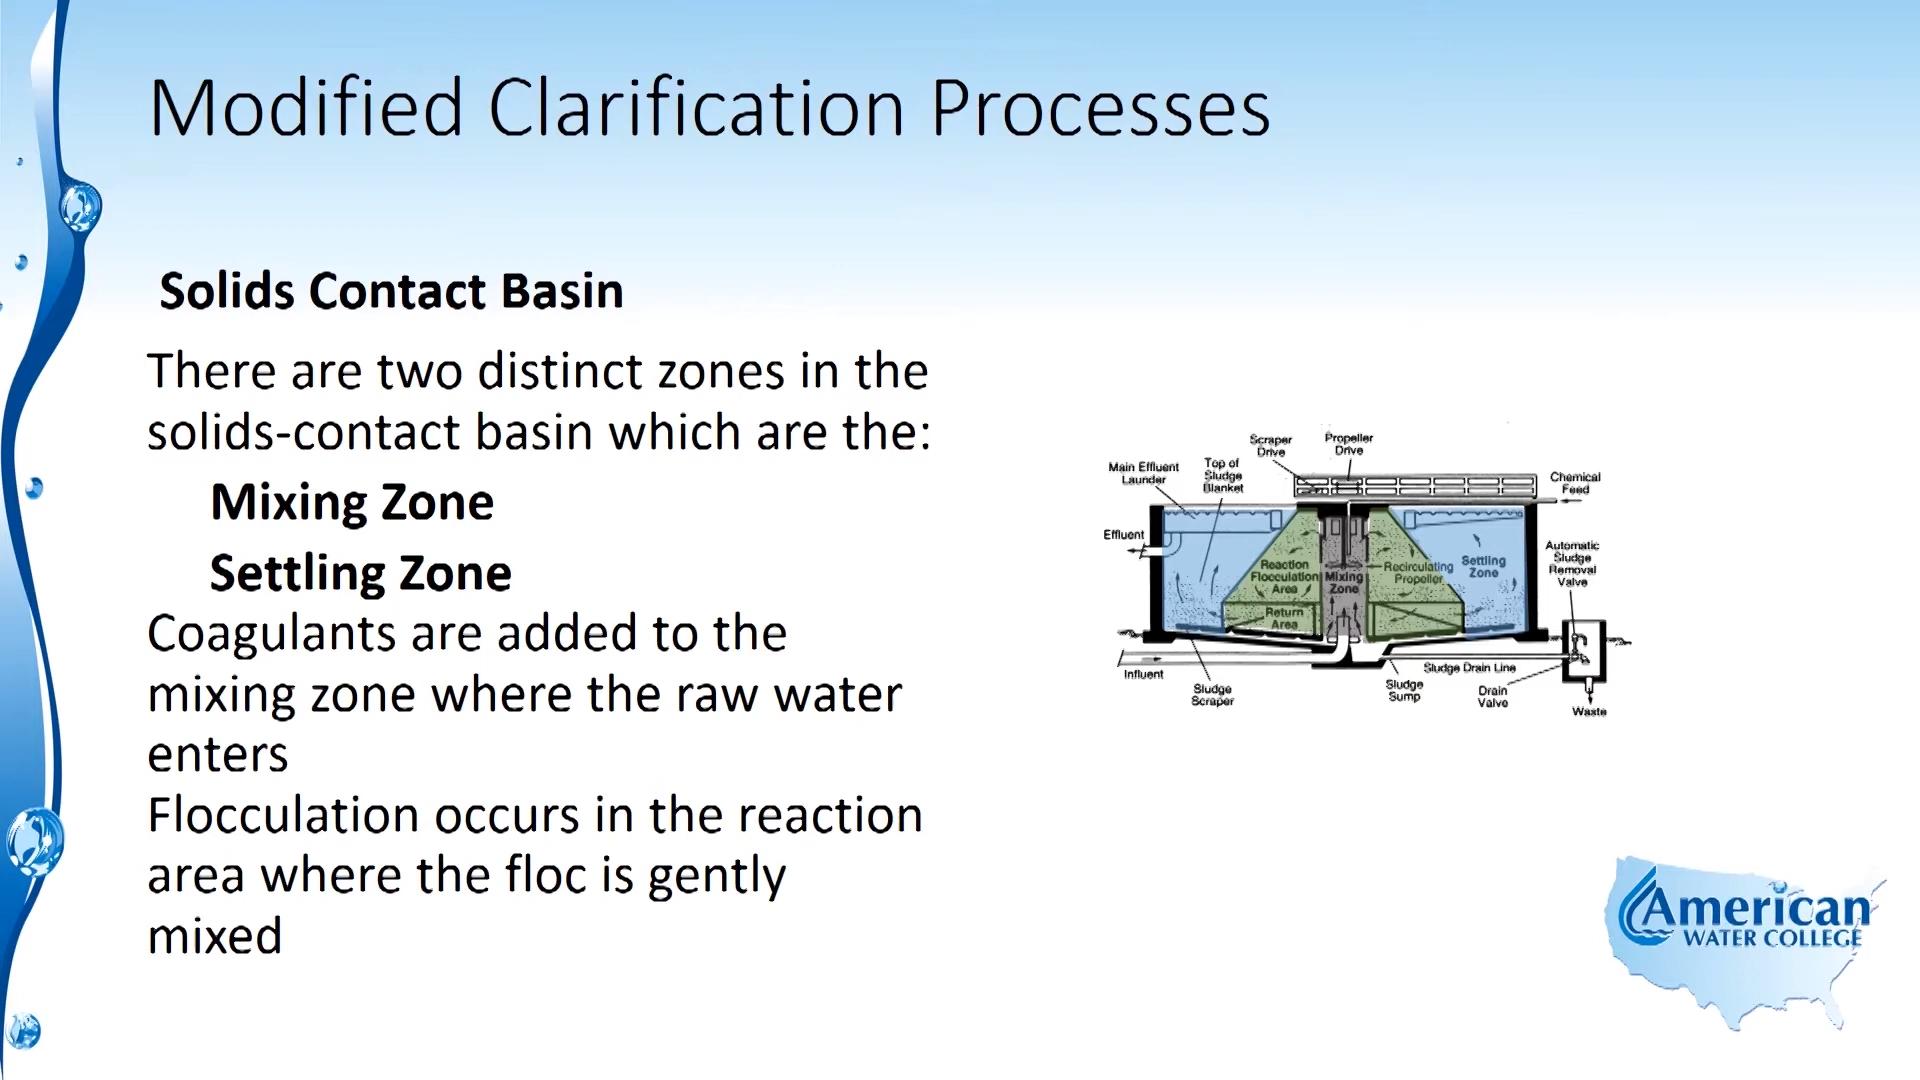 Modified Clarification Processes
Solids Contact Basin
There are two distinct zones in the
solids-contact basin which are the:
Mixing Zone
Settling Zone
Coagulants are added to the
mixing zone where the raw water
enters
Flocculation occurs in the reaction
area where the floc is gently
mixed
Scraper
Drive
Propeller
Drive
Main Effluent
Launder
Top of
Sludge
Blanket
Chemical
Feed
Effluent
Automatic
Sludge
Removal
Valve
Reaction
Flocculation
Area
Mixing
Zone
Recirculating
Propeller
Settling
Zone
Return
Area
Influent
Sludge
Scraper
Sludge
Sump
Sludge Drain Line
Drain
Valve
Waste
American
WATER COLLEGE